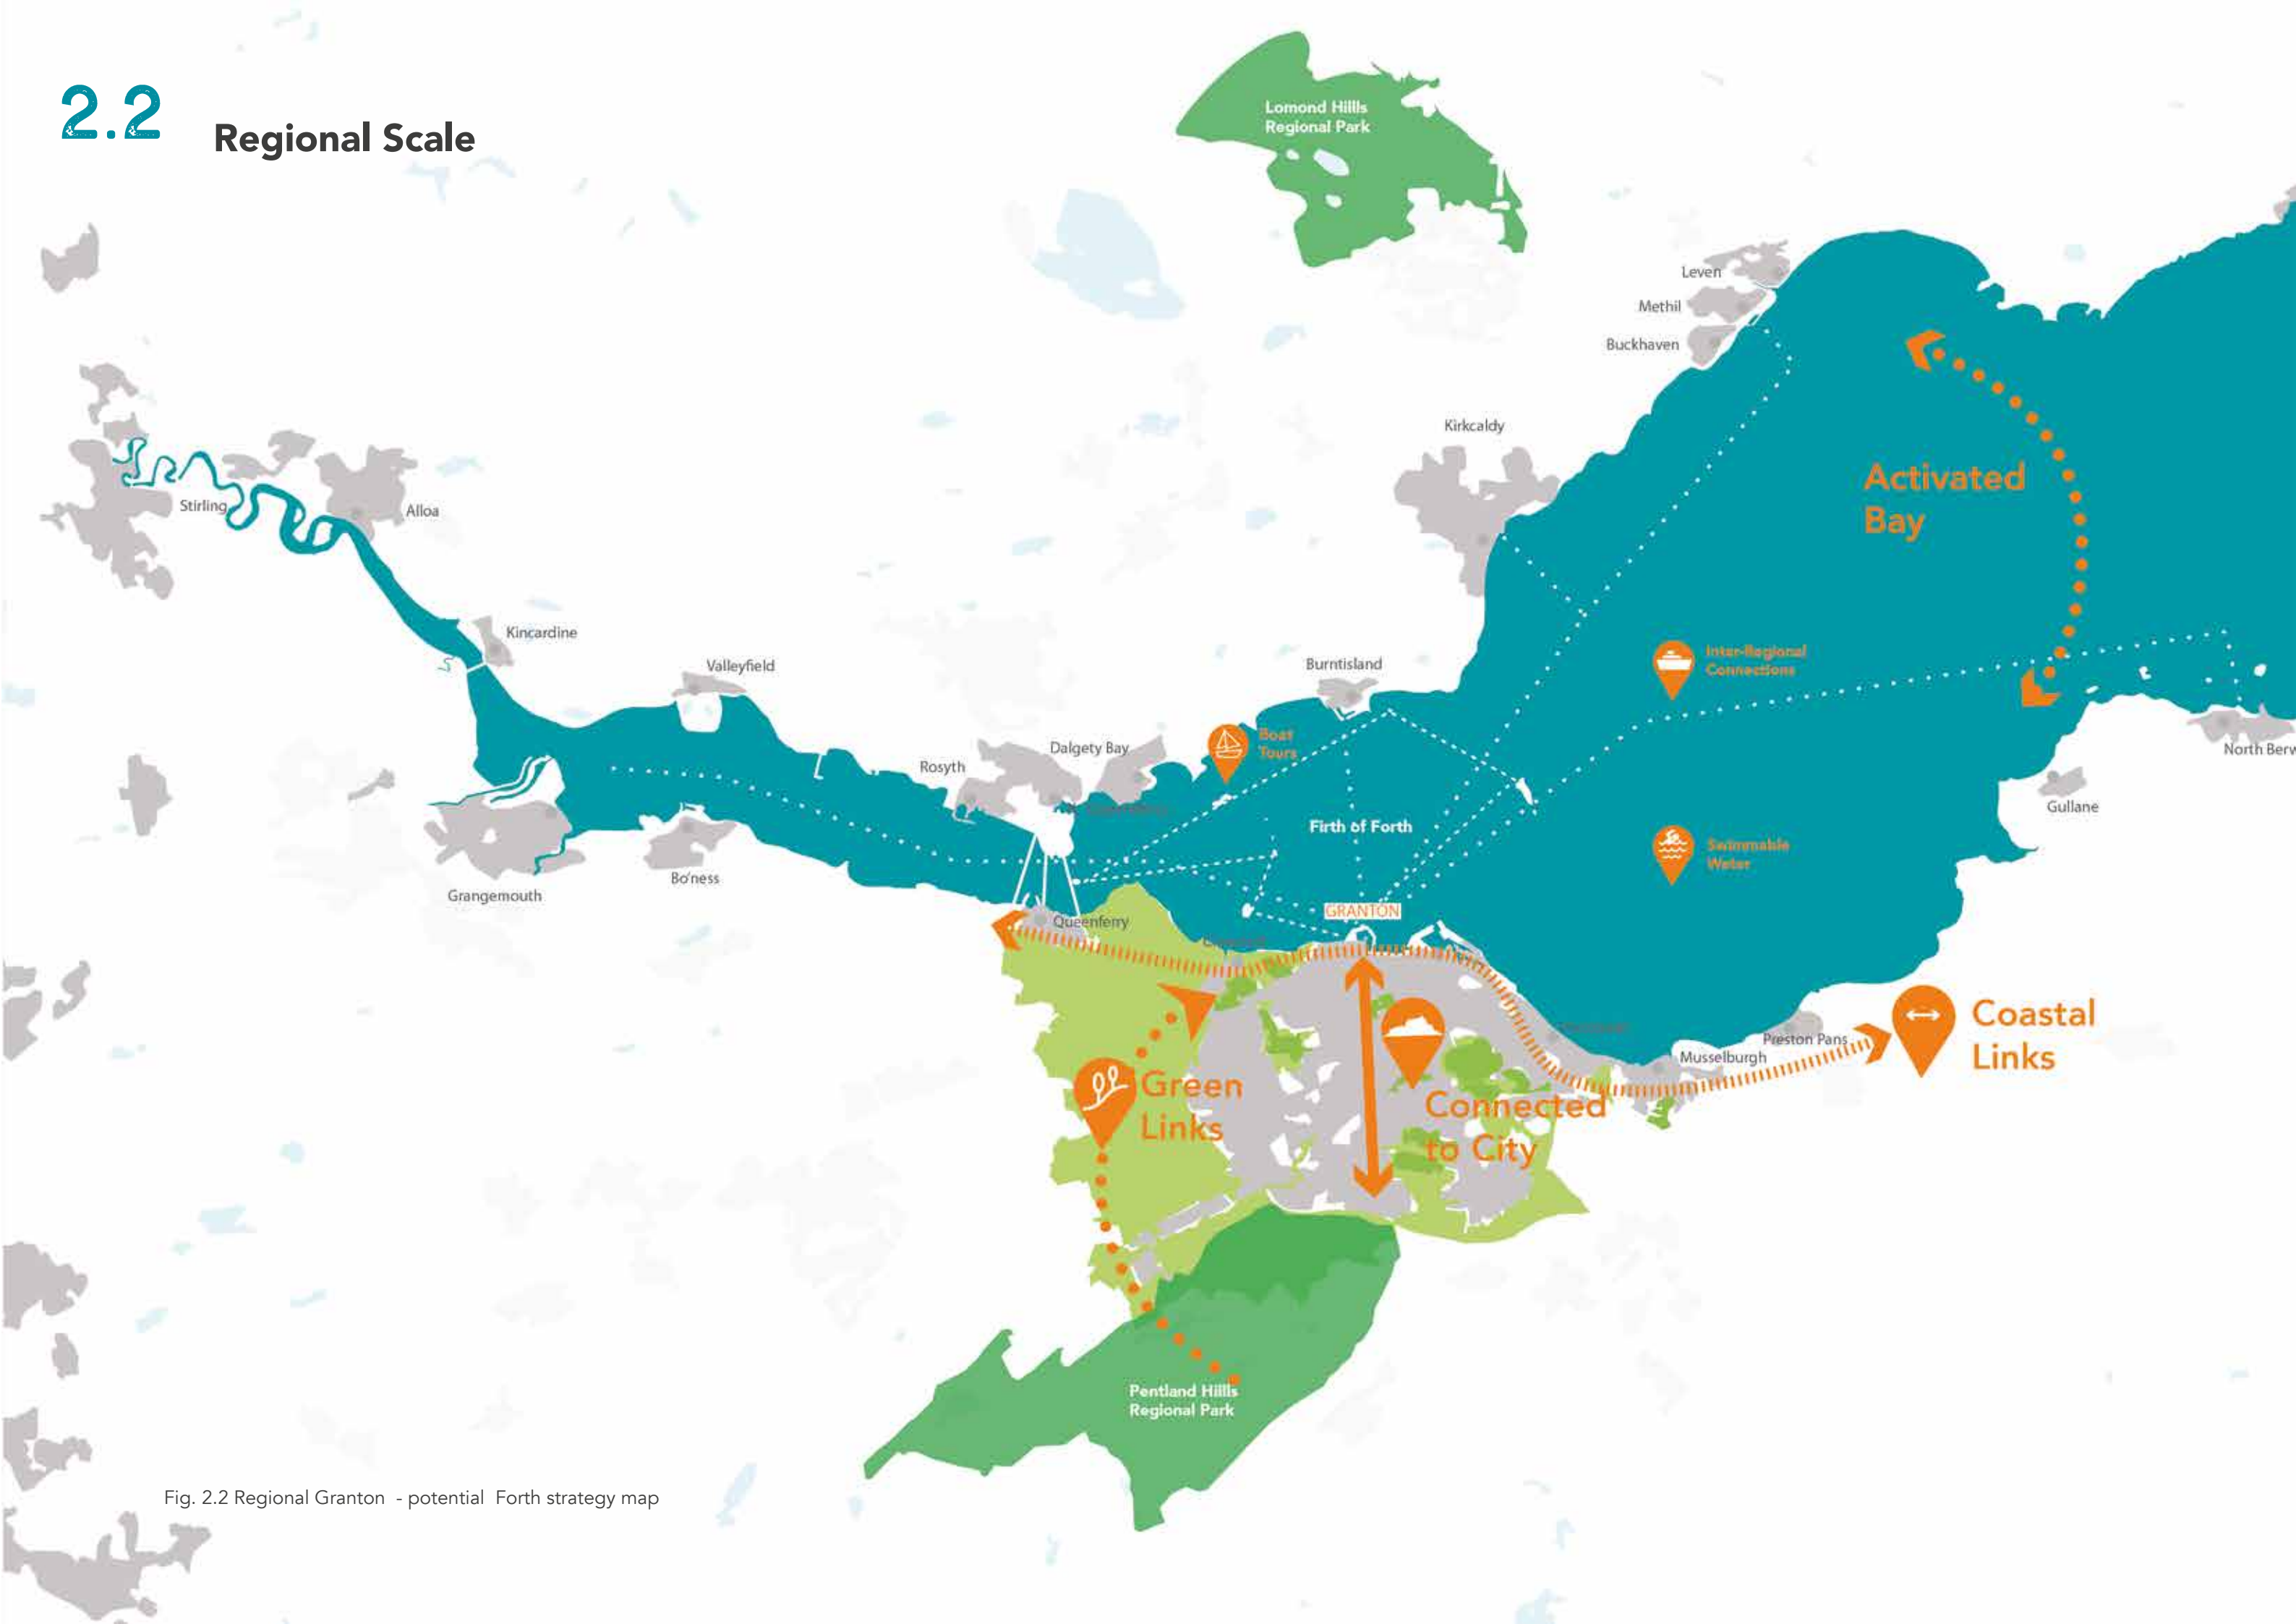 2.2
Regional Scale
Lomond Hillls
Regional Park
Leven
Methil
Buckhaven
Kirkcaldy
Activated
Bay
Stirling
Alloa
Kincardine
Valleyfield
Burntisland
Inter-Regional
Connections
Dalgety Bay
Rosyth
Boat
Tours
North Berw
Gullane
Firth of Forth
Swimmable
Water
Grangemouth
Bo'ness
Queenferry
GRANTON
Coastal
Links
Preston Pans
Musselburgh
Green
Links
Connected
to City
Pentland Hillls
Regional Park
Fig. 2.2 Regional Granton - potential Forth strategy map